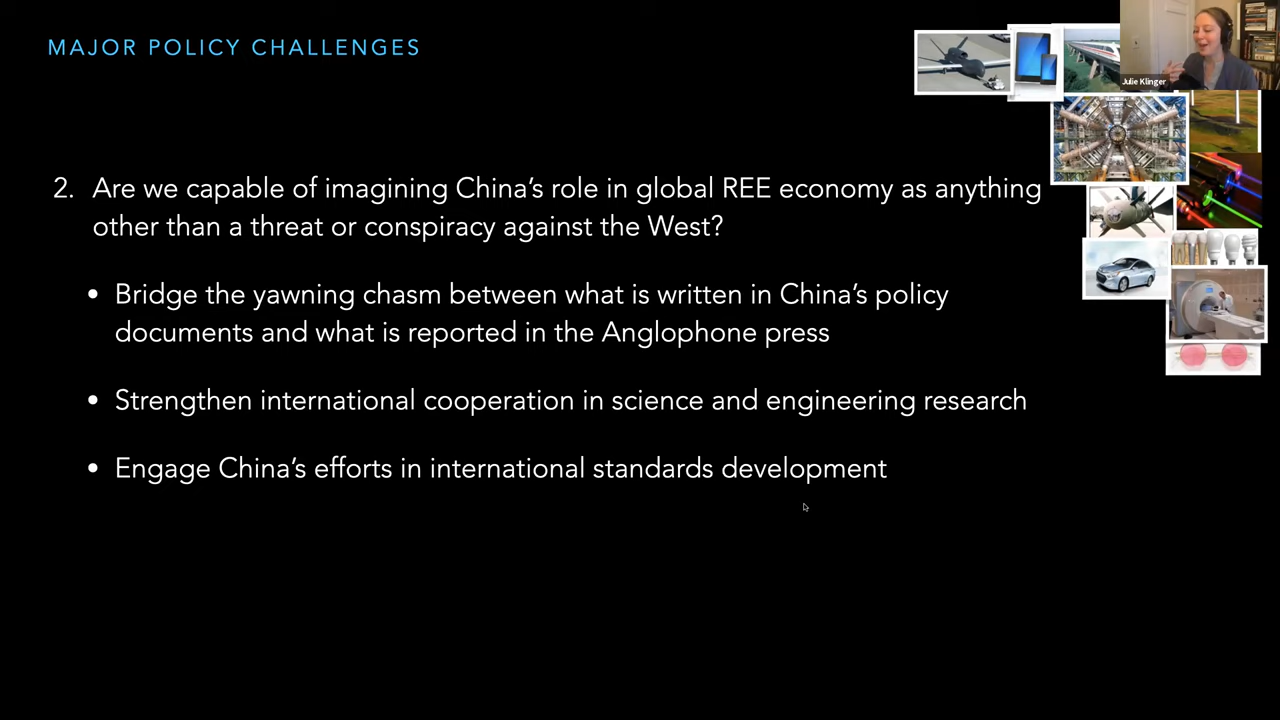 MAJOR POLICY CHALLENGES
Julie Klinger
2. Are we capable of imagining China’s role in global REE economy as anything
other than a threat or conspiracy against the West?
• Bridge the yawning chasm between what is written in China’s policy
documents and what is reported in the Anglophone press
• Strengthen international cooperation in science and engineering research
• Engage China’s efforts in international standards development